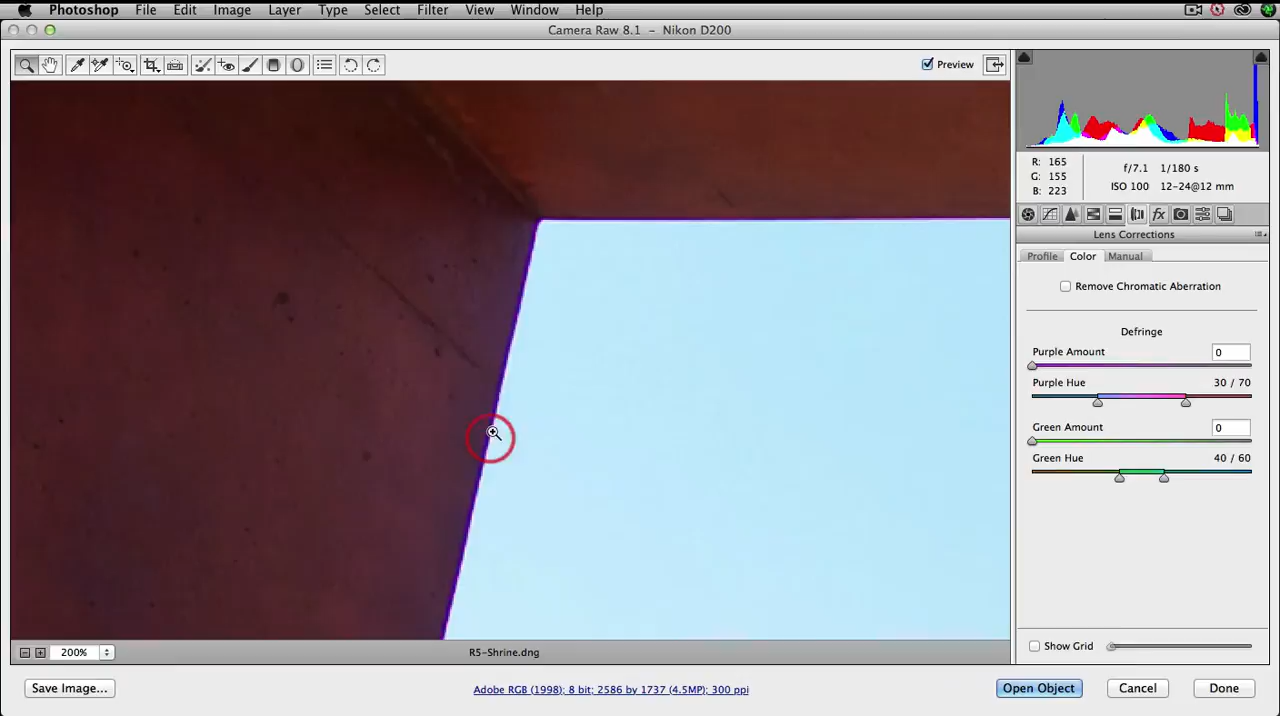 Photoshop File Edit Image Layer Type Select Filter View Window Help
Camera Raw 8.1 - Nikon D200
Preview
R: 165
G: 155
B: 223
f/7.1 1/180 s
ISO 100 12-24@12 mm
Lens Corrections
Profile Color Manual
Remove Chromatic Aberration
Defringe
Purple Amount 0
Purple Hue 30 / 70
Green Amount 0
Green Hue 40 / 60
Show Grid
200%
R5-Shrine.dng
Save Image...
Adobe RGB (1998); 8 bit; 2586 by 1737 (4.5MP); 300 ppi
Open Object Cancel Done